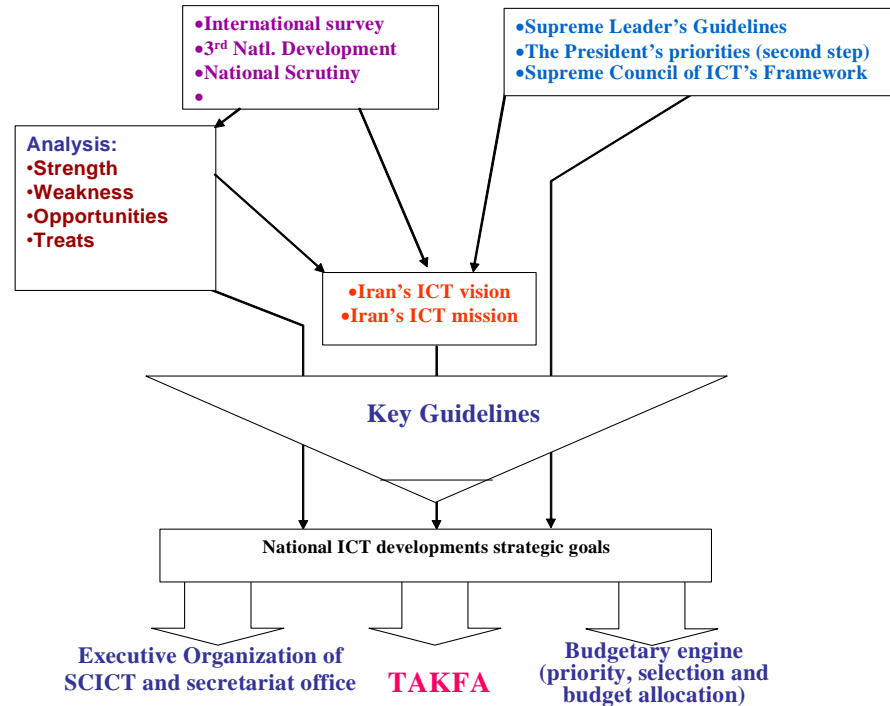 •International survey
•3rd Natl. Development
•National Scrutiny
•
•Supreme Leader's Guidelines
•The President's priorities (second step)
•Supreme Council of ICT's Framework
Analysis:
•Strength
•Weakness
•Opportunities
•Treats
•Iran's ICT vision
•Iran's ICT mission
Key Guidelines
National ICT developments strategic goals
Executive Organization of
SCICT and secretariat office
TAKFA
Budgetary engine
(priority, selection and
budget allocation)